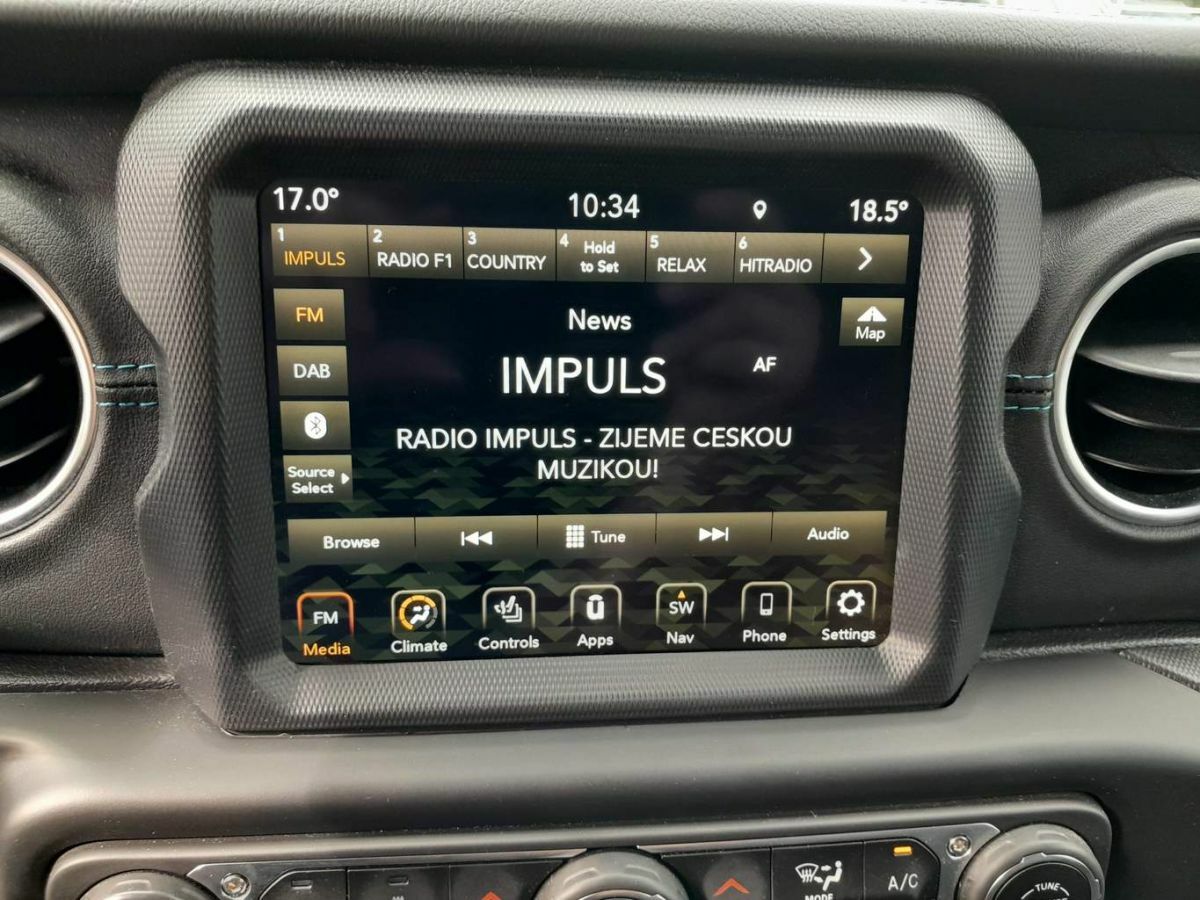 17.0° 10:34 18.5°
1 IMPULS 2 RADIO F1 3 COUNTRY 4 Hold to Set 5 RELAX 6 HITRADIO
FM
News
Map
DAB
IMPULS AF
RADIO IMPULS - ZIJEME CESKOU
MUZIKOU!
Source
Select
Browse Tune Audio
FM SW
Media Climate Controls Apps Nav Phone Settings
MODE A/C TUNE